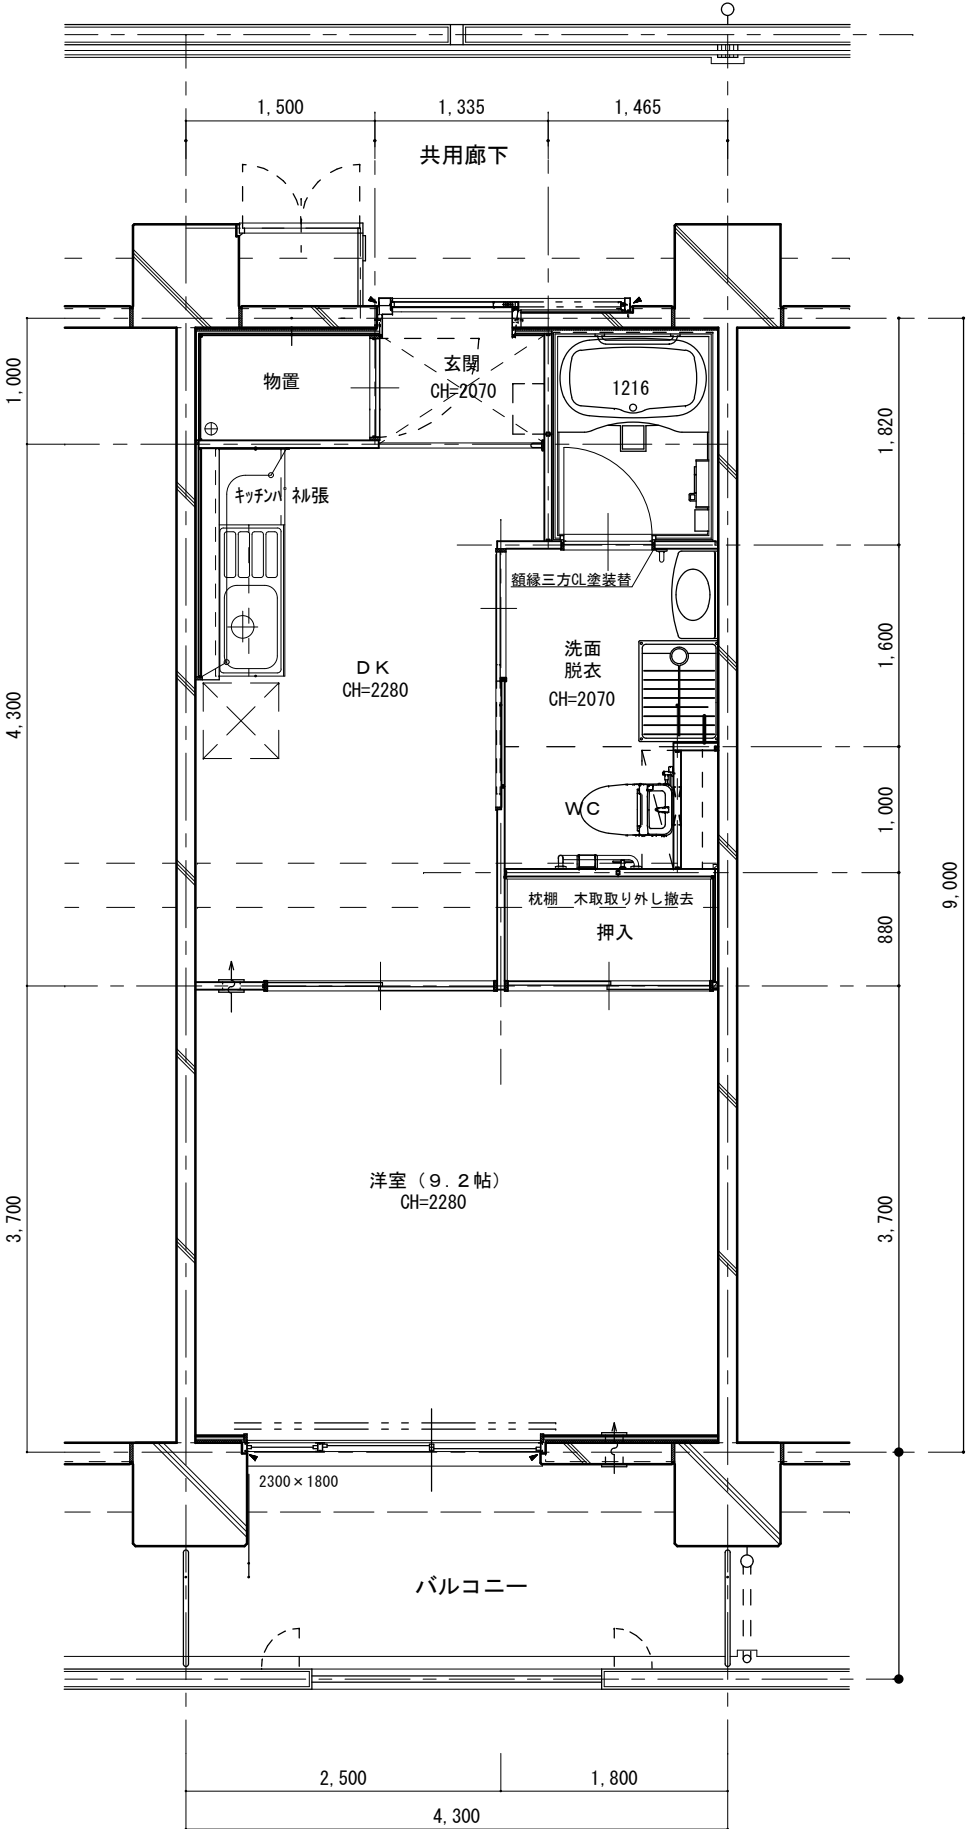 1,500
1,335
1,465
共用廊下
物置
玄関
CH=2070
1216
1,000
1,820
キッチンパネル張
額縁三方CL塗装替
洗面
脱衣
CH=2070
1,600
DK
CH=2280
4,300
WC
1,000
枕棚 木取取り外し撤去
押入
880
9,000
洋室(9.2帖)
CH=2280
3,700
3,700
2300×1800
バルコニー
2,500
1,800
4,300